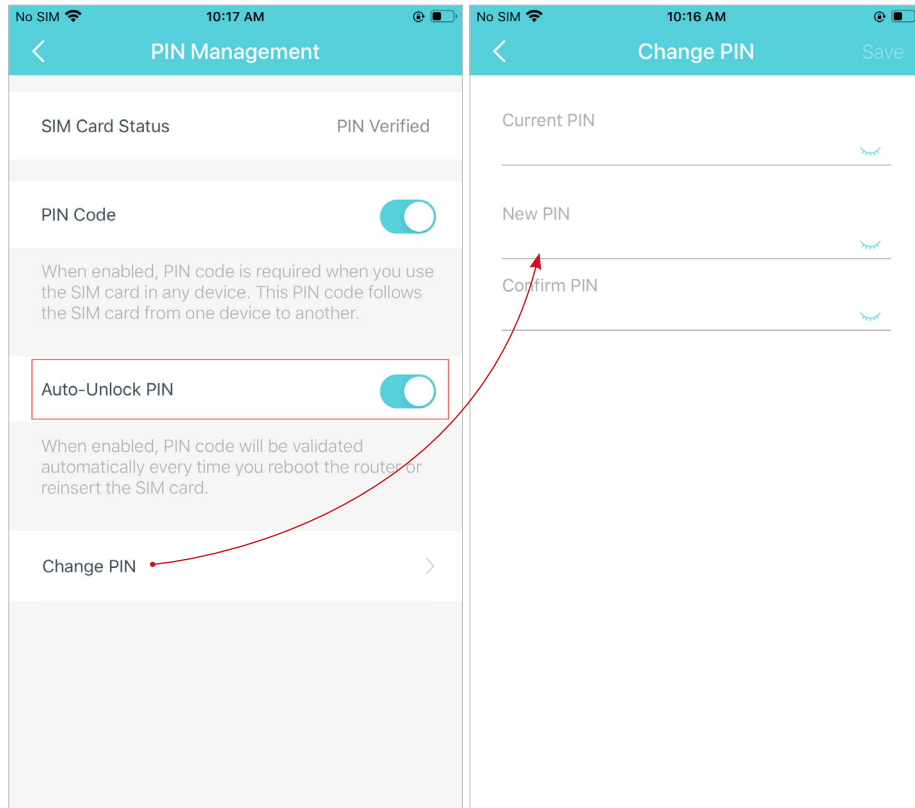 No SIM
10:17 AM
PIN Management
SIM Card Status
PIN Verified
PIN Code
When enabled, PIN code is required when you use
the SIM card in any device. This PIN code follows
the SIM card from one device to another.
Auto-Unlock PIN
When enabled, PIN code will be validated
automatically every time you reboot the router or
reinsert the SIM card.
Change PIN
No SIM
10:16 AM
Change PIN
Save
Current PIN
New PIN
Confirm PIN